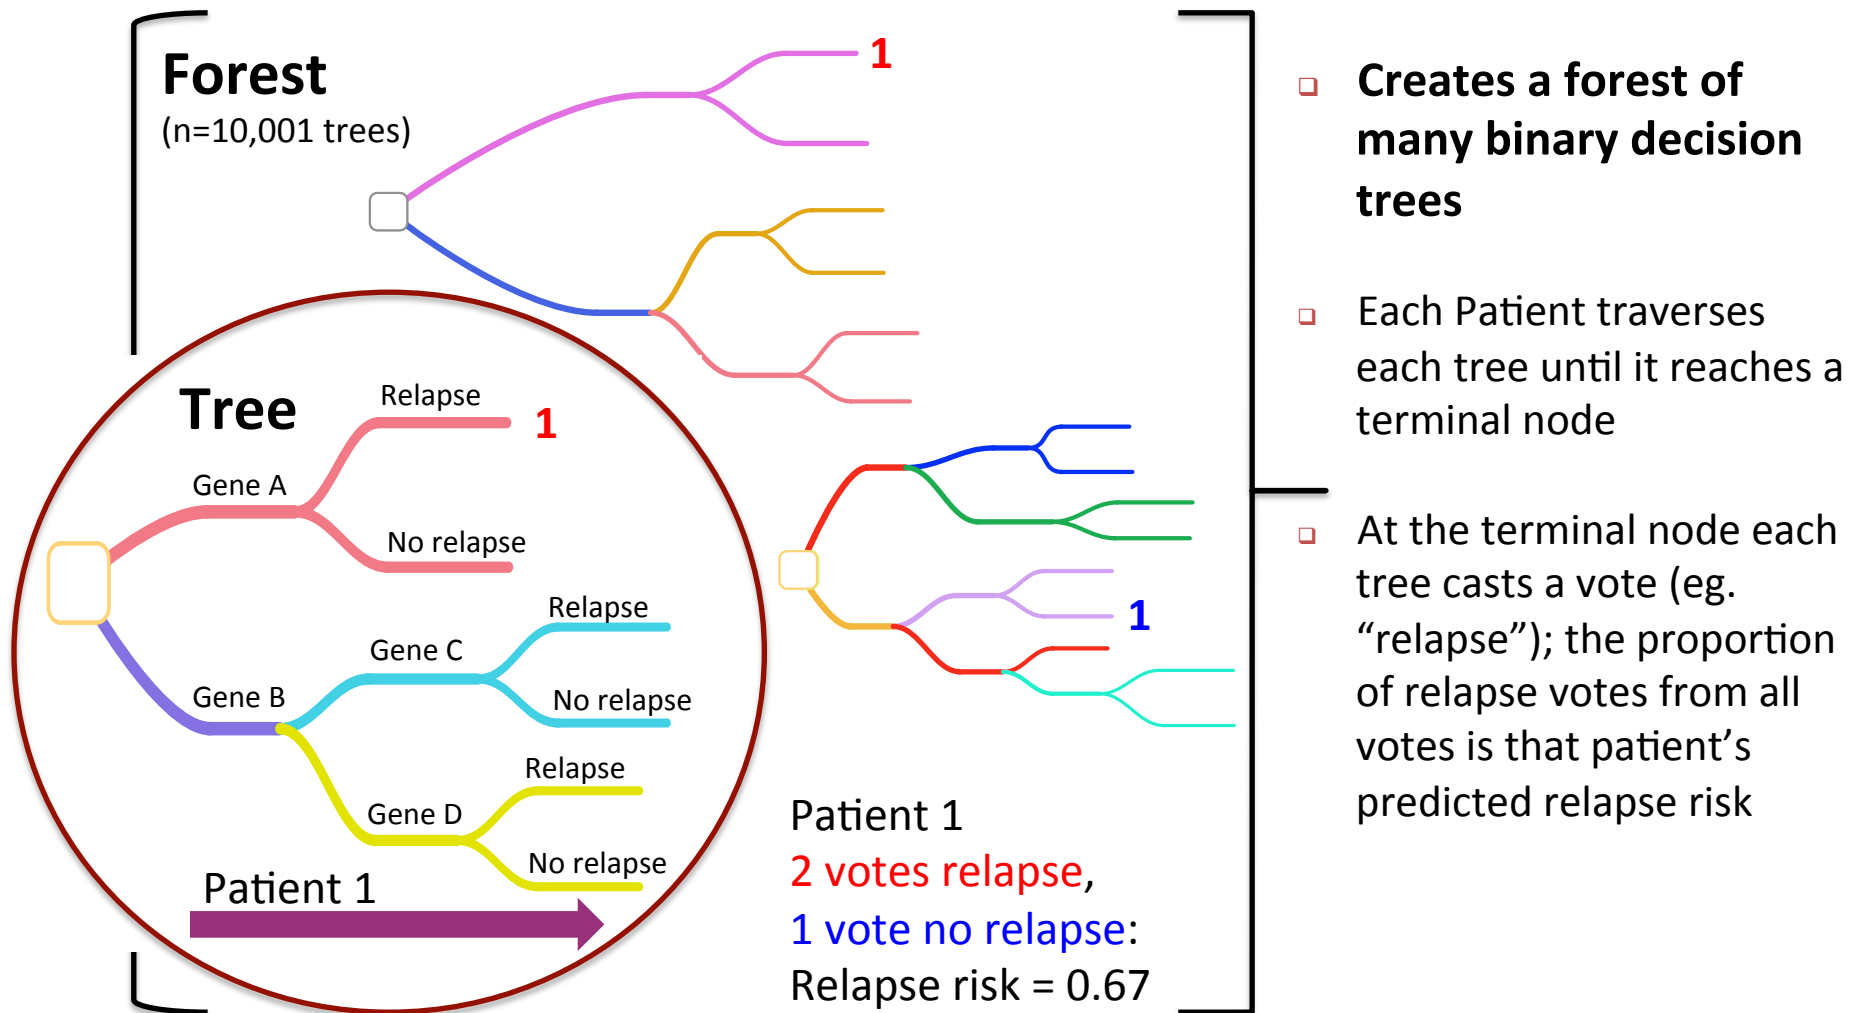 Forest
(n=10,001 trees)
1
Tree
Relapse
1
Gene A
No relapse
Relapse
Gene C
Gene B
No relapse
Relapse
Gene D
No relapse
Patient 1
1
Patient 1
2 votes relapse,
1 vote no relapse:
Relapse risk = 0.67
Creates a forest of
many binary decision
trees
Each Patient traverses
each tree until it reaches a
terminal node
At the terminal node each
tree casts a vote (eg.
“relapse”); the proportion
of relapse votes from all
votes is that patient’s
predicted relapse risk